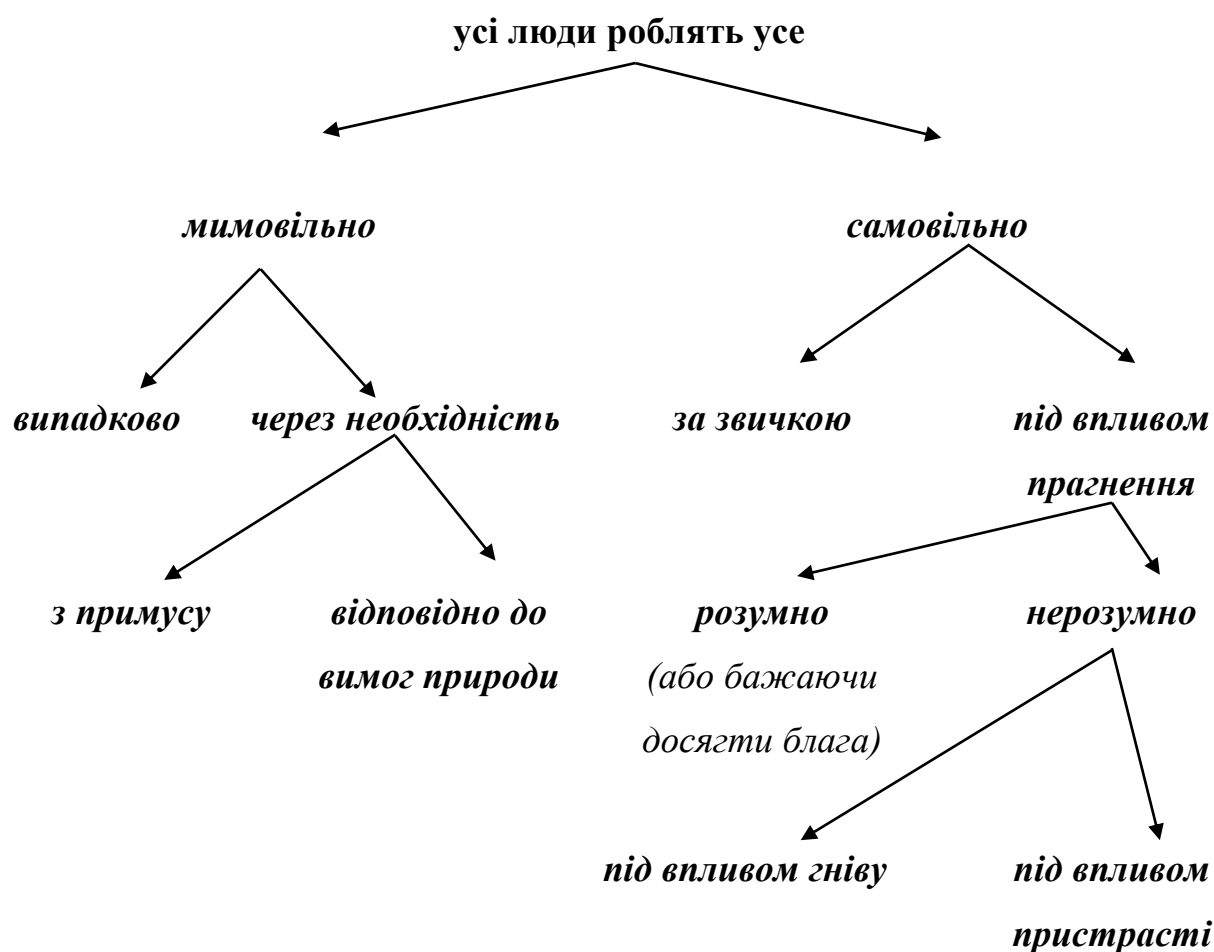 усі люди роблять усе
мимовільно
самовільно
випадково
через необхідність
за звичкою
під впливом
прагнення
з примусу
відповідно до
вимог природи
розумно
(або бажаючи
досягти блага)
нерозумно
під впливом гніву
під впливом
пристрасті